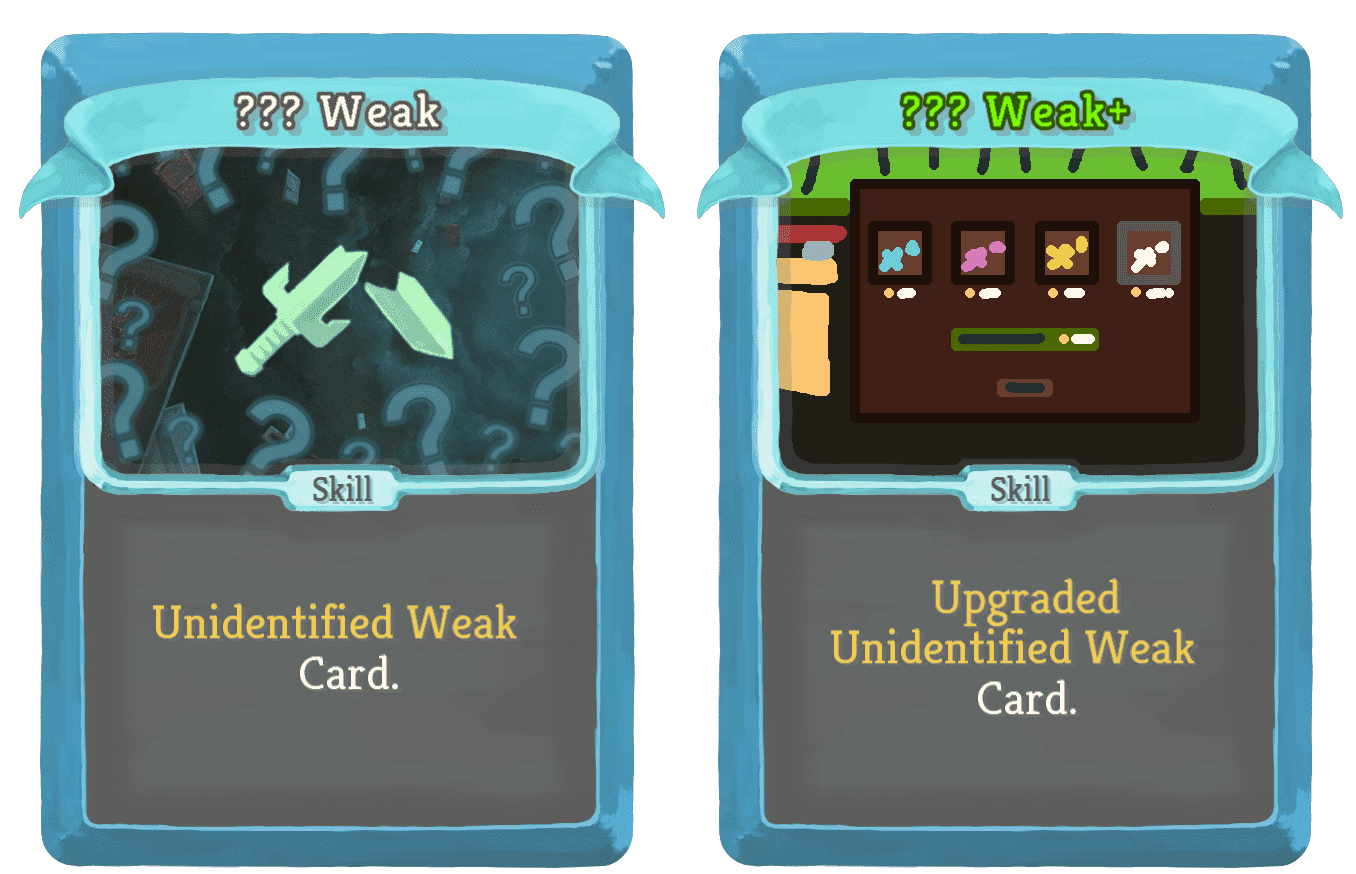 ??? Weak
Skill
Unidentified Weak
Card.
??? Weak+
Skill
Upgraded
Unidentified Weak
Card.